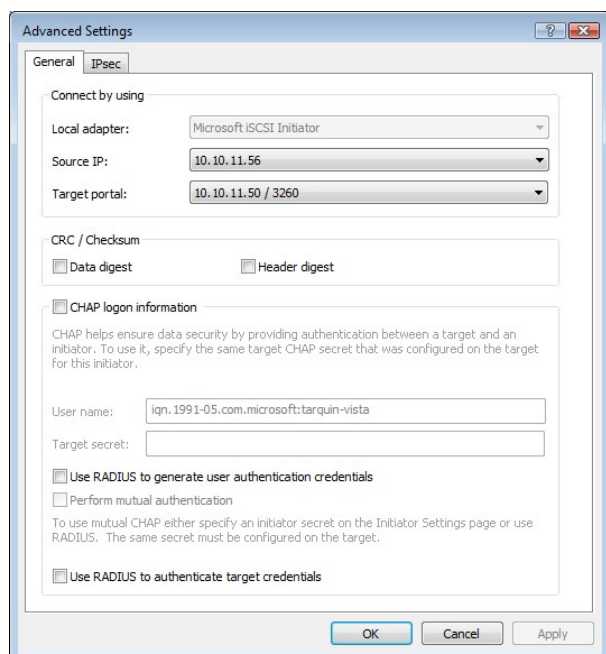 Advanced Settings
General IPsec
Connect by using
Local adapter: Microsoft iSCSI Initiator
Source IP: 10.10.11.56
Target portal: 10.10.11.50 / 3260
CRC / Checksum
Data digest Header digest
CHAP logon information
CHAP helps ensure data security by providing authentication between a target and an
initiator. To use it, specify the same target CHAP secret that was configured on the target
for this initiator.
User name: iqn.1991-05.com.microsoft:tarquin-vista
Target secret:
Use RADIUS to generate user authentication credentials
Perform mutual authentication
To use mutual CHAP either specify an initiator secret on the Initiator Settings page or use
RADIUS. The same secret must be configured on the target.
Use RADIUS to authenticate target credentials
OK Cancel Apply